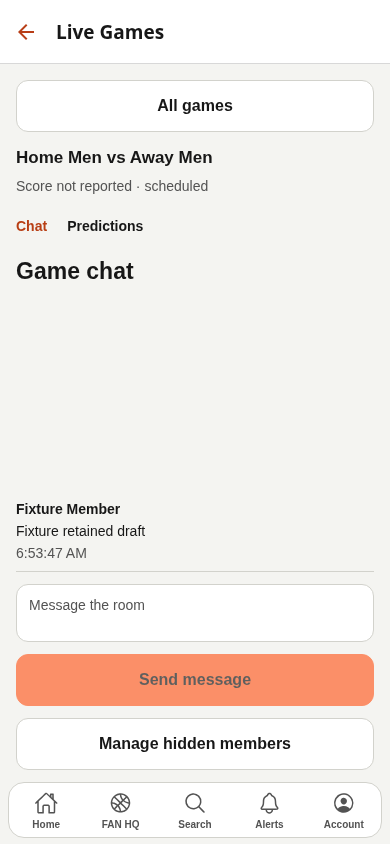 Live Games
All games
Home Men vs Away Men
Score not reported · scheduled
Chat Predictions
Game chat
Fixture Member
Fixture retained draft
6:53:47 AM
Message the room
Send message
Manage hidden members
Home FAN HQ Search Alerts Account